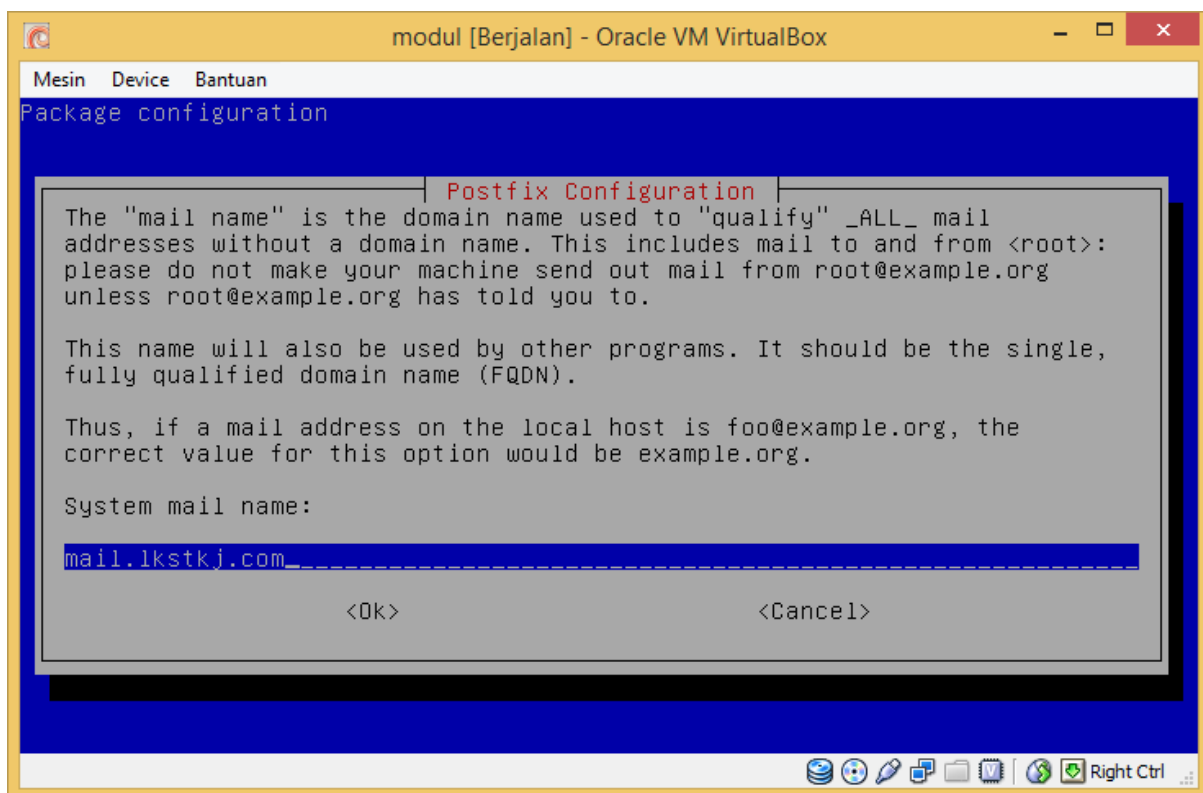 modul [Berjalan] - Oracle VM VirtualBox
Mesin Device Bantuan
Package configuration
Postfix Configuration
The "mail name" is the domain name used to "qualify" _ALL_ mail
addresses without a domain name. This includes mail to and from <root>:
please do not make your machine send out mail from root@example.org
unless root@example.org has told you to.
This name will also be used by other programs. It should be the single,
fully qualified domain name (FQDN).
Thus, if a mail address on the local host is foo@example.org, the
correct value for this option would be example.org.
System mail name:
mail.lkstkj.com__________________________________________________________
<Ok> <Cancel>
Right Ctrl